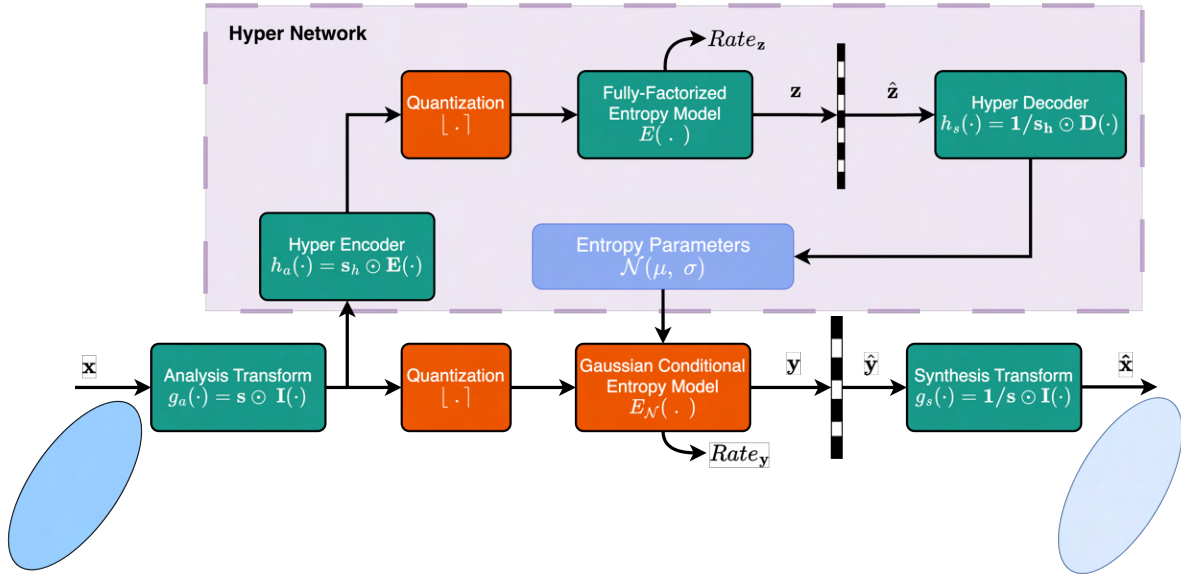 Hyper Network
Rate_z
Quantization
⌊ . ⌉
Fully-Factorized
Entropy Model
E( . )
z
ẑ
Hyper Decoder
h_s(·) = 1/s_h ⊙ D(·)
Hyper Encoder
h_a(·) = s_h ⊙ E(·)
Entropy Parameters
𝒩(μ, σ)
x
Analysis Transform
g_a(·) = s ⊙ I(·)
Quantization
⌊ . ⌉
Gaussian Conditional
Entropy Model
E_𝒩( . )
y
ŷ
Synthesis Transform
g_s(·) = 1/s ⊙ I(·)
x̂
Rate_y